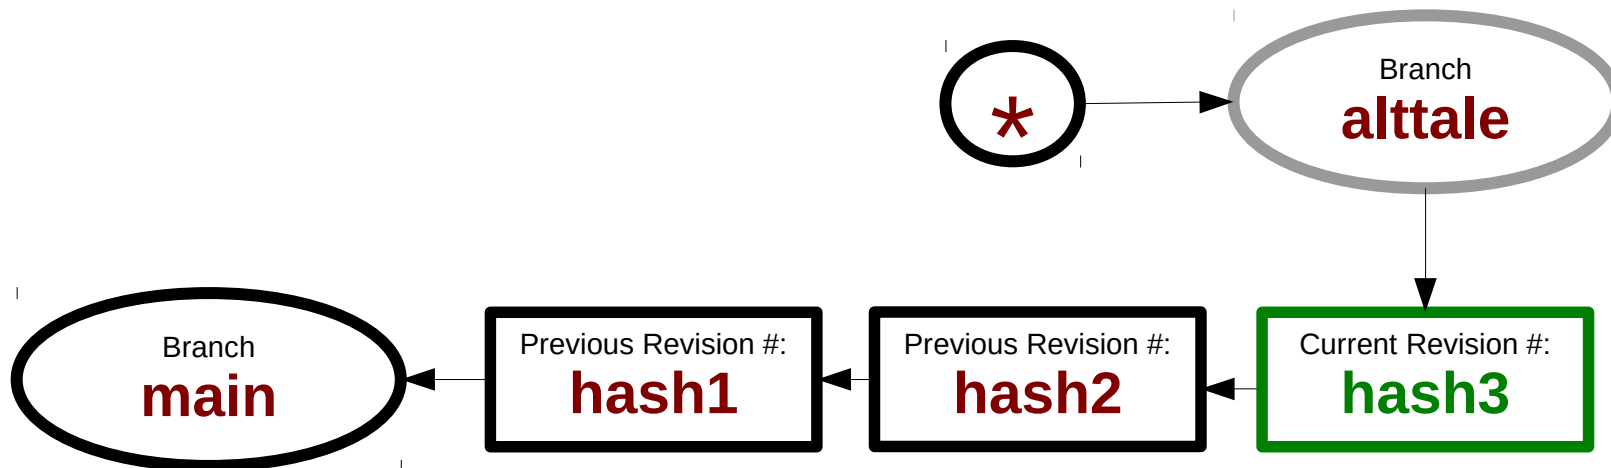 *
Branch
alttale
Branch
main
Previous Revision #:
hash1
Previous Revision #:
hash2
Current Revision #:
hash3